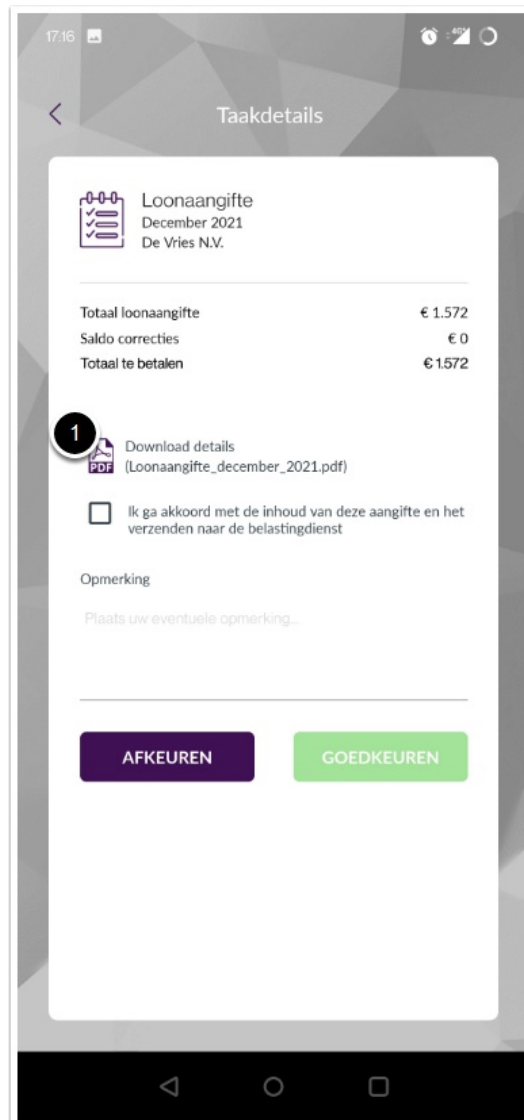 17:16
4G+
Taakdetails
Loonaangifte
December 2021
De Vries N.V.
Totaal loonaangifte € 1.572
Saldo correcties € 0
Totaal te betalen € 1.572
1
PDF
Download details
(Loonaangifte_december_2021.pdf)
Ik ga akkoord met de inhoud van deze aangifte en het
verzenden naar de belastingdienst
Opmerking
Plaats uw eventuele opmerking...
AFKEUREN GOEDKEUREN